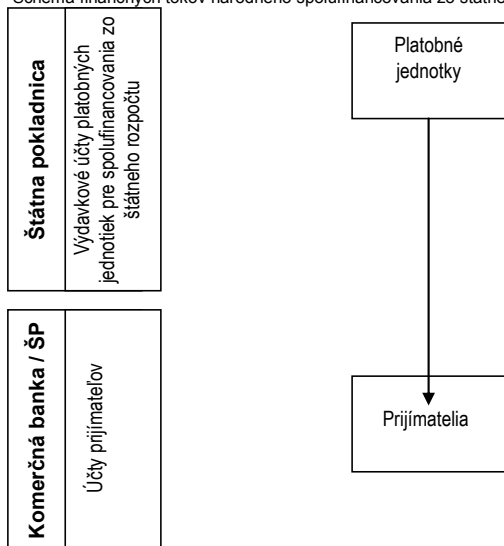 Schéma finančných tokov národného spolufinancovania zo štátne
Štátna pokladnica
Výdavkové účty platobných
jednotiek pre spolufinancovania zo
štátneho rozpočtu
Platobné
jednotky
Komerčná banka / ŠP
Účty prijímateľov
Prijímatelia